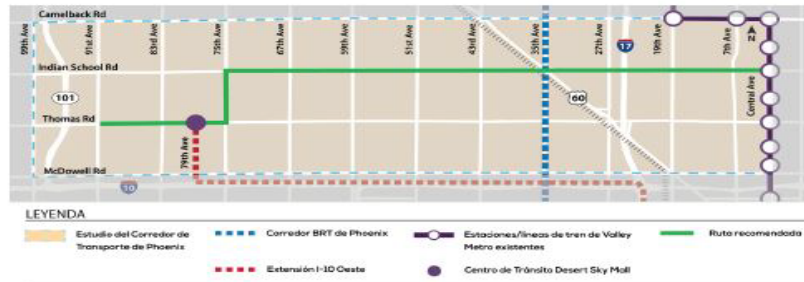 Camelback Rd
99th Ave
91st Ave
83rd Ave
75th Ave
67th Ave
59th Ave
51st Ave
43rd Ave
35th Ave
27th Ave
19th Ave
7th Ave
N
17
Indian School Rd
101
60
Central Ave
Thomas Rd
79th Ave
McDowell Rd
10
LEYENDA
Estudio del Corredor de
Transporte de Phoenix
Corredor BRT de Phoenix
Estaciones/líneas de tren de Valley
Metro existentes
Ruta recomendada
Extensión I-10 Oeste
Centro de Tránsito Desert Sky Mall